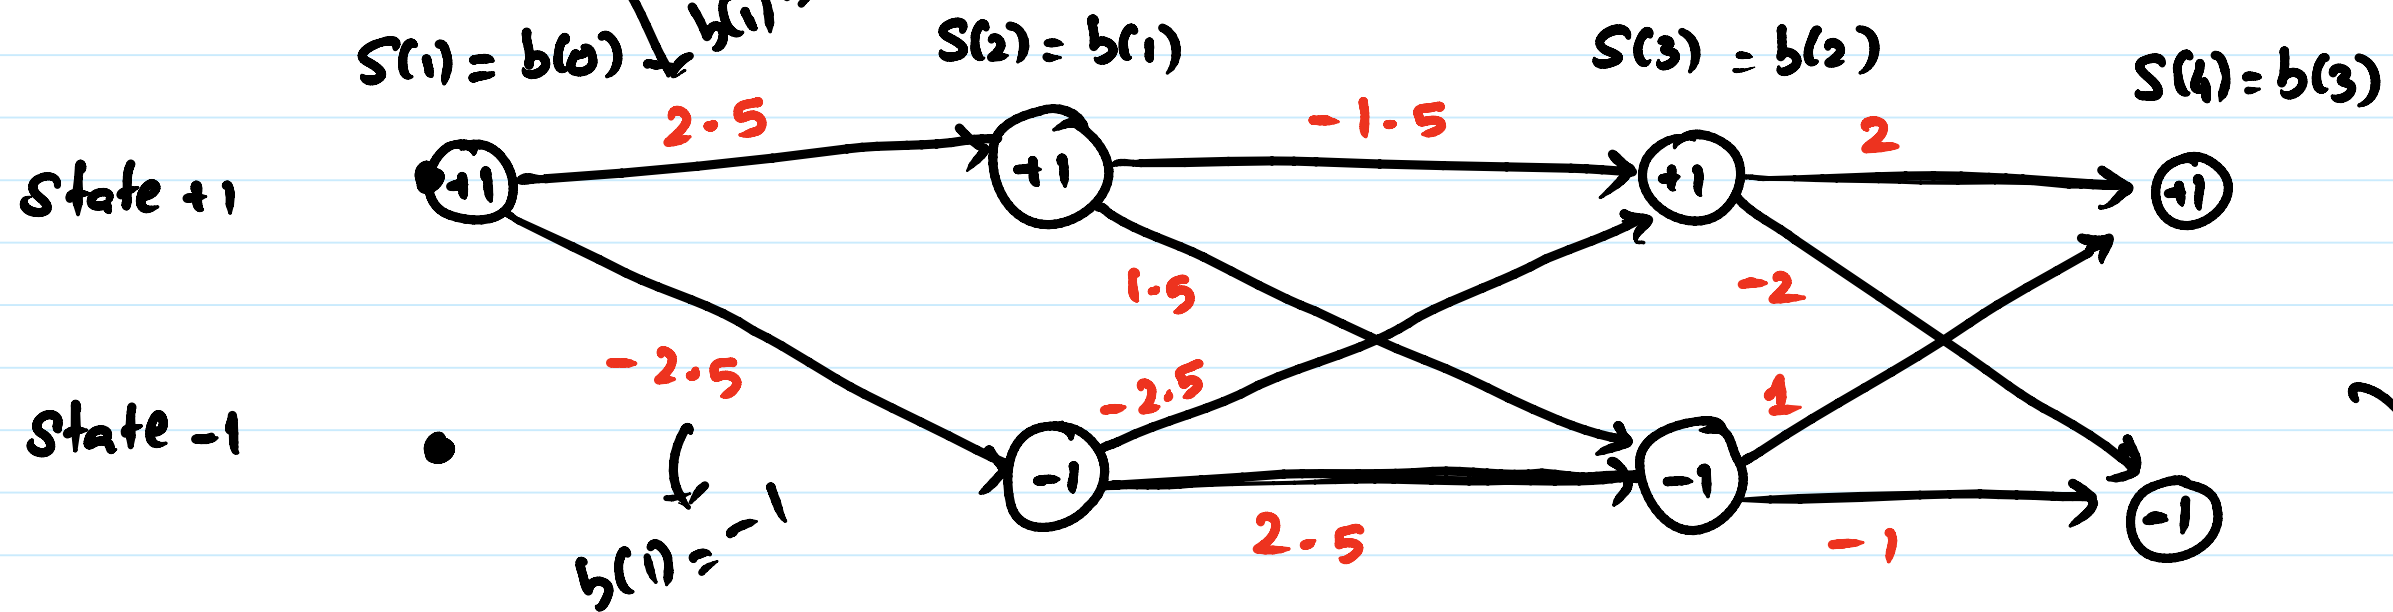 S(1) = b(0)
b(1)
S(2) = b(1)
S(3) = b(2)
S(4) = b(3)
2.5
-1.5
2
State +1
+1
+1
+1
+1
1.5
-2
-2.5
-2.5
1
State -1
-1
-1
-1
2.5
-1
b(1) = -1